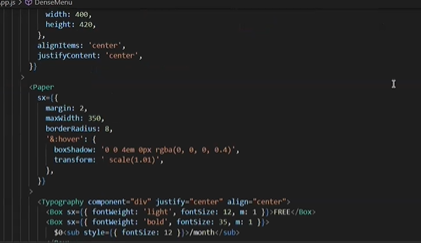 pp.js > DenseMenu
width: 400,
height: 420,
},
alignItems: 'center',
justifyContent: 'center',
}}
>
<Paper
sx={{
margin: 2,
maxWidth: 350,
borderRadius: 8,
'&:hover': {
boxShadow: '0 0 4em 0px rgba(0, 0, 0, 0.4)',
transform: ' scale(1.01)',
},
}}
>
<Typography component="div" justify="center" align="center">
<Box sx={{ fontWeight: 'light', fontSize: 12, m: 1 }}>FREE</Box>
<Box sx={{ fontWeight: 'bold', fontSize: 35, m: 1 }}>
$0<sub style={{ fontSize: 12 }}>/month</sub>